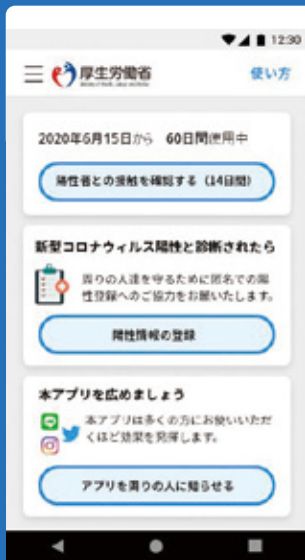 12:30
厚生労働省
使い方
2020年6月15日から 60日間使用中
陽性者との接触を確認する（14日間）
新型コロナウィルス陽性と診断されたら
周りの人達を守るために匿名での陽
性登録へのご協力をお願いいたします。
陽性情報の登録
本アプリを広めましょう
本アプリは多くの方にお使いいただ
くほど効果を発揮します。
アプリを周りの人に知らせる